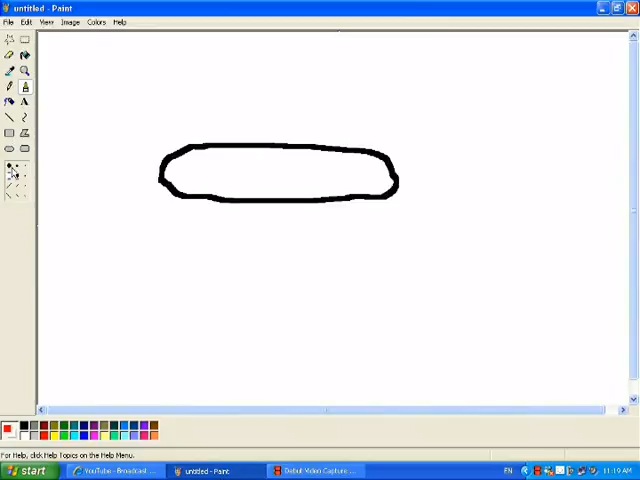 untitled - Paint
File Edit View Image Colors Help
A
For Help, click Help Topics on the Help Menu.
start YouTube - Broadcast ... untitled - Paint Debut Video Capture ... EN 11:19 AM